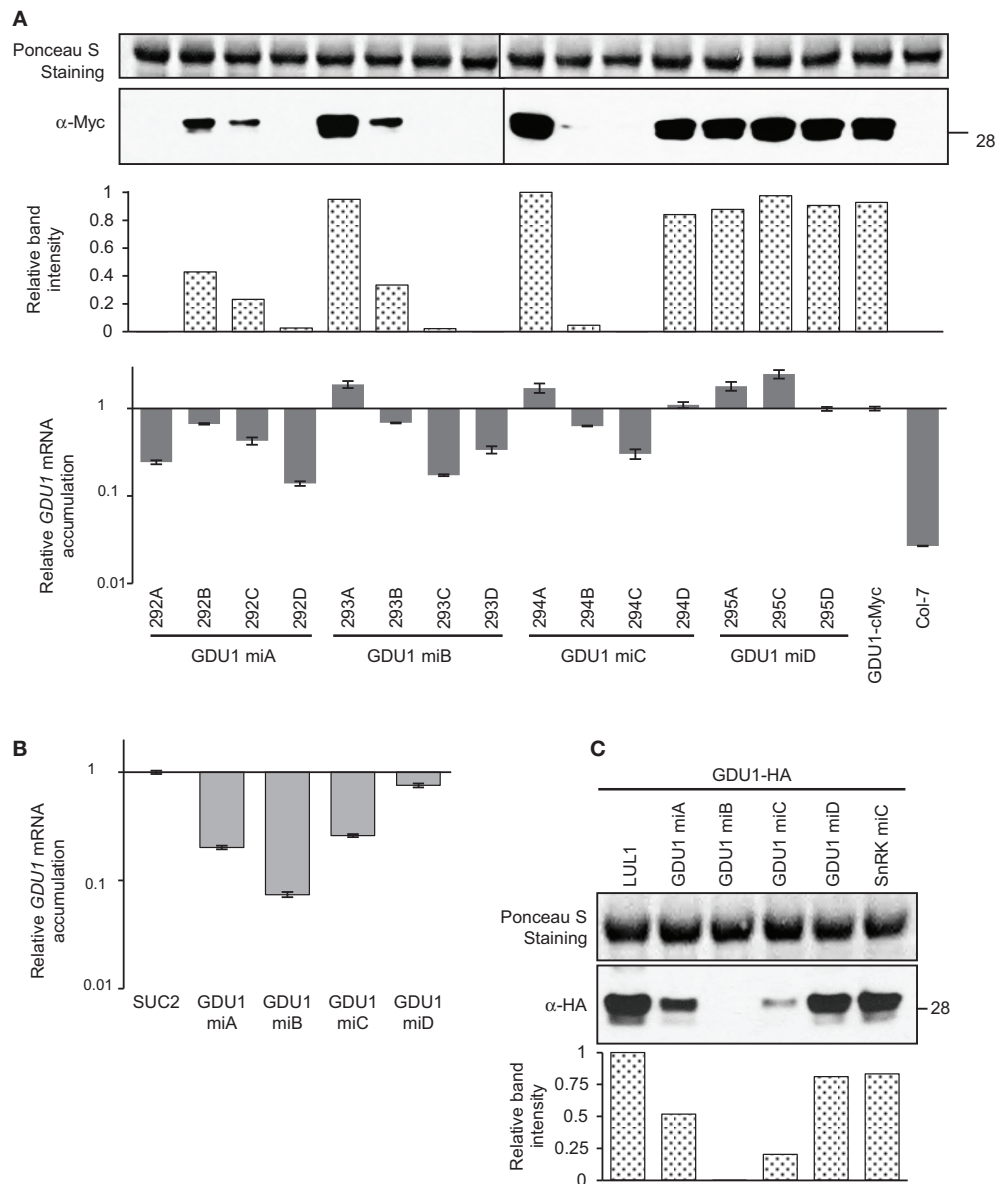 A
Ponceau S
Staining
α-Myc
28
Relative band
intensity
1
0.8
0.6
0.4
0.2
0
Relative GDU1 mRNA
accumulation
1
0.1
0.01
292A
292B
292C
292D
293A
293B
293C
293D
294A
294B
294C
294D
295A
295C
295D
GDU1-cMyc
Col-7
GDU1 miA
GDU1 miB
GDU1 miC
GDU1 miD
B
Relative GDU1 mRNA
accumulation
1
0.1
0.01
SUC2
GDU1
miA
GDU1
miB
GDU1
miC
GDU1
miD
C
GDU1-HA
LUL1
GDU1 miA
GDU1 miB
GDU1 miC
GDU1 miD
SnRK miC
Ponceau S
Staining
α-HA
28
Relative band
intensity
1
0.75
0.5
0.25
0